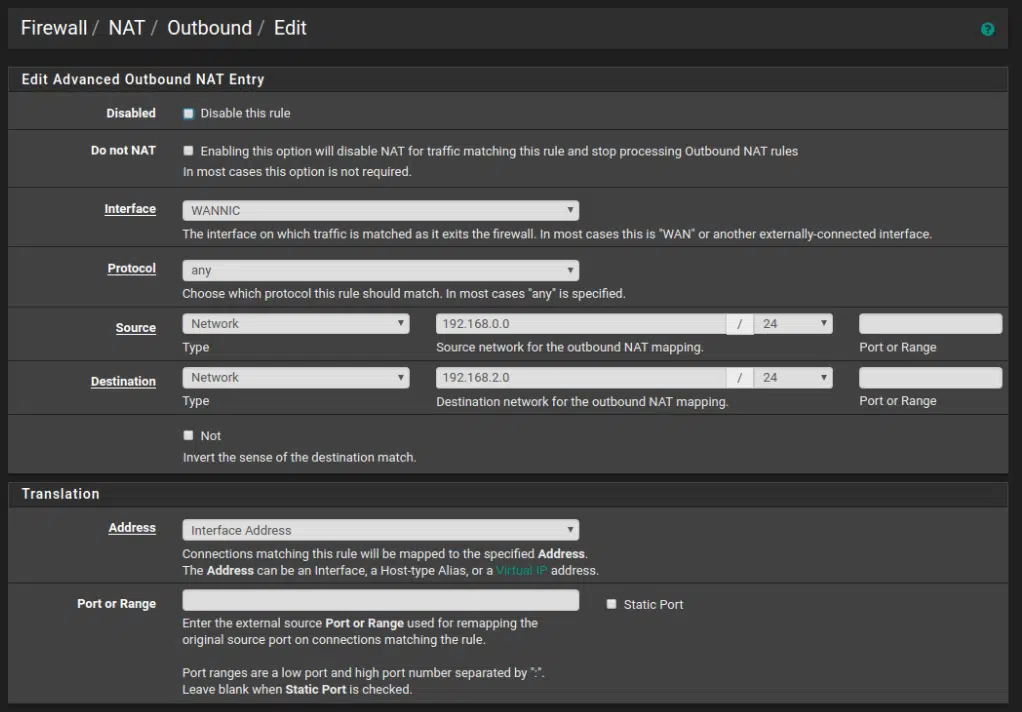 Firewall / NAT / Outbound / Edit
Edit Advanced Outbound NAT Entry
Disabled Disable this rule
Do not NAT Enabling this option will disable NAT for traffic matching this rule and stop processing Outbound NAT rules
In most cases this option is not required.
Interface WANNIC
The interface on which traffic is matched as it exits the firewall. In most cases this is "WAN" or another externally-connected interface.
Protocol any
Choose which protocol this rule should match. In most cases "any" is specified.
Source Network 192.168.0.0 / 24
Type Source network for the outbound NAT mapping. Port or Range
Destination Network 192.168.2.0 / 24
Type Destination network for the outbound NAT mapping. Port or Range
Not
Invert the sense of the destination match.
Translation
Address Interface Address
Connections matching this rule will be mapped to the specified Address.
The Address can be an Interface, a Host-type Alias, or a Virtual IP address.
Port or Range Static Port
Enter the external source Port or Range used for remapping the
original source port on connections matching the rule.
Port ranges are a low port and high port number separated by ":".
Leave blank when Static Port is checked.